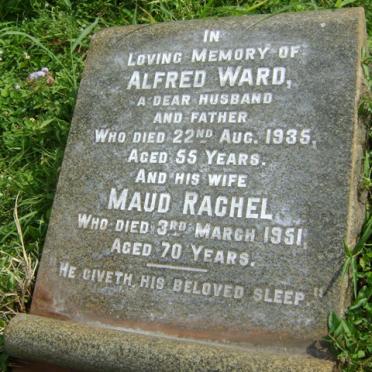 IN
LOVING MEMORY OF
ALFRED WARD,
A DEAR HUSBAND
AND FATHER
WHO DIED 22ND AUG. 1935,
AGED 55 YEARS.
AND HIS WIFE
MAUD RACHEL
WHO DIED 3RD MARCH 1951,
AGED 70 YEARS.
"HE GIVETH HIS BELOVED SLEEP"